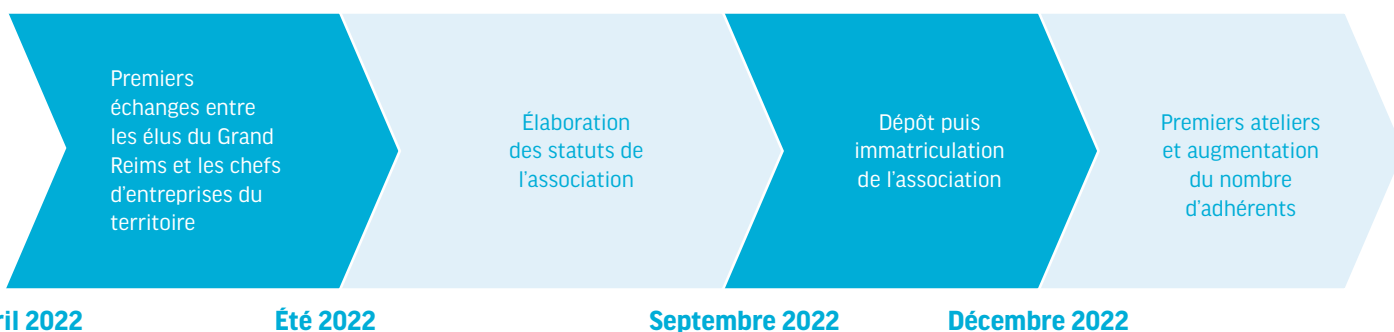 Premiers
échanges entre
les élus du Grand
Reims et les chefs
d'entreprises du
territoire
Élaboration
des statuts de
l'association
Dépôt puis
immatriculation
de l'association
Premiers ateliers
et augmentation
du nombre
d'adhérents
ril 2022
Été 2022
Septembre 2022
Décembre 2022